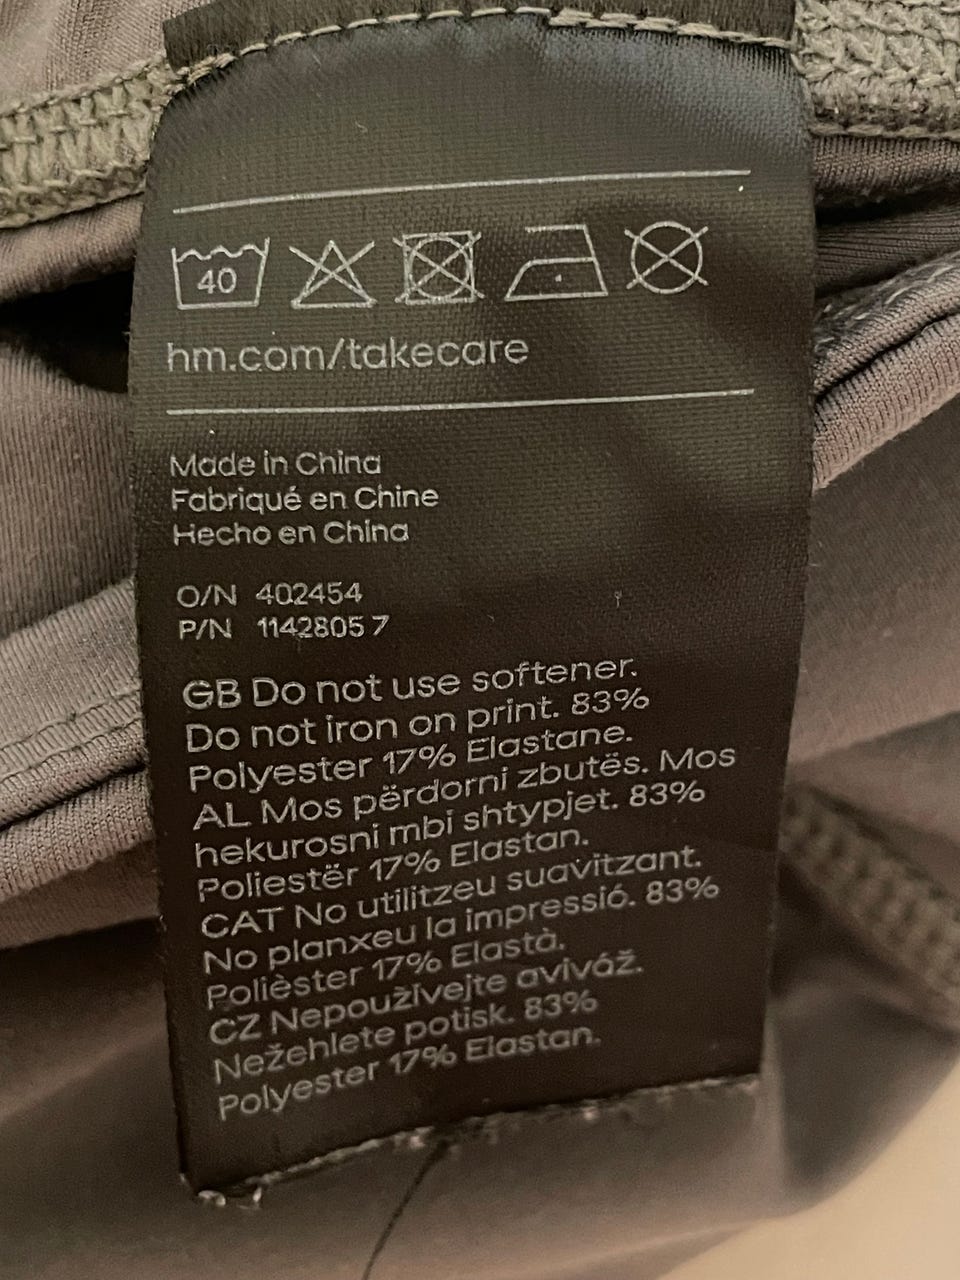 40
hm.com/takecare
Made in China
Fabriqué en Chine
Hecho en China
O/N 402454
P/N 1142805 7
GB Do not use softener.
Do not iron on print. 83%
Polyester 17% Elastane.
AL Mos përdorni zbutës. Mos
hekurosni mbi shtypjet. 83%
Poliestër 17% Elastan.
CAT No utilitzeu suavitzant.
No planxeu la impressió. 83%
Polièster 17% Elastà.
CZ Nepoužívejte aviváž.
Nežehlete potisk. 83%
Polyester 17% Elastan.